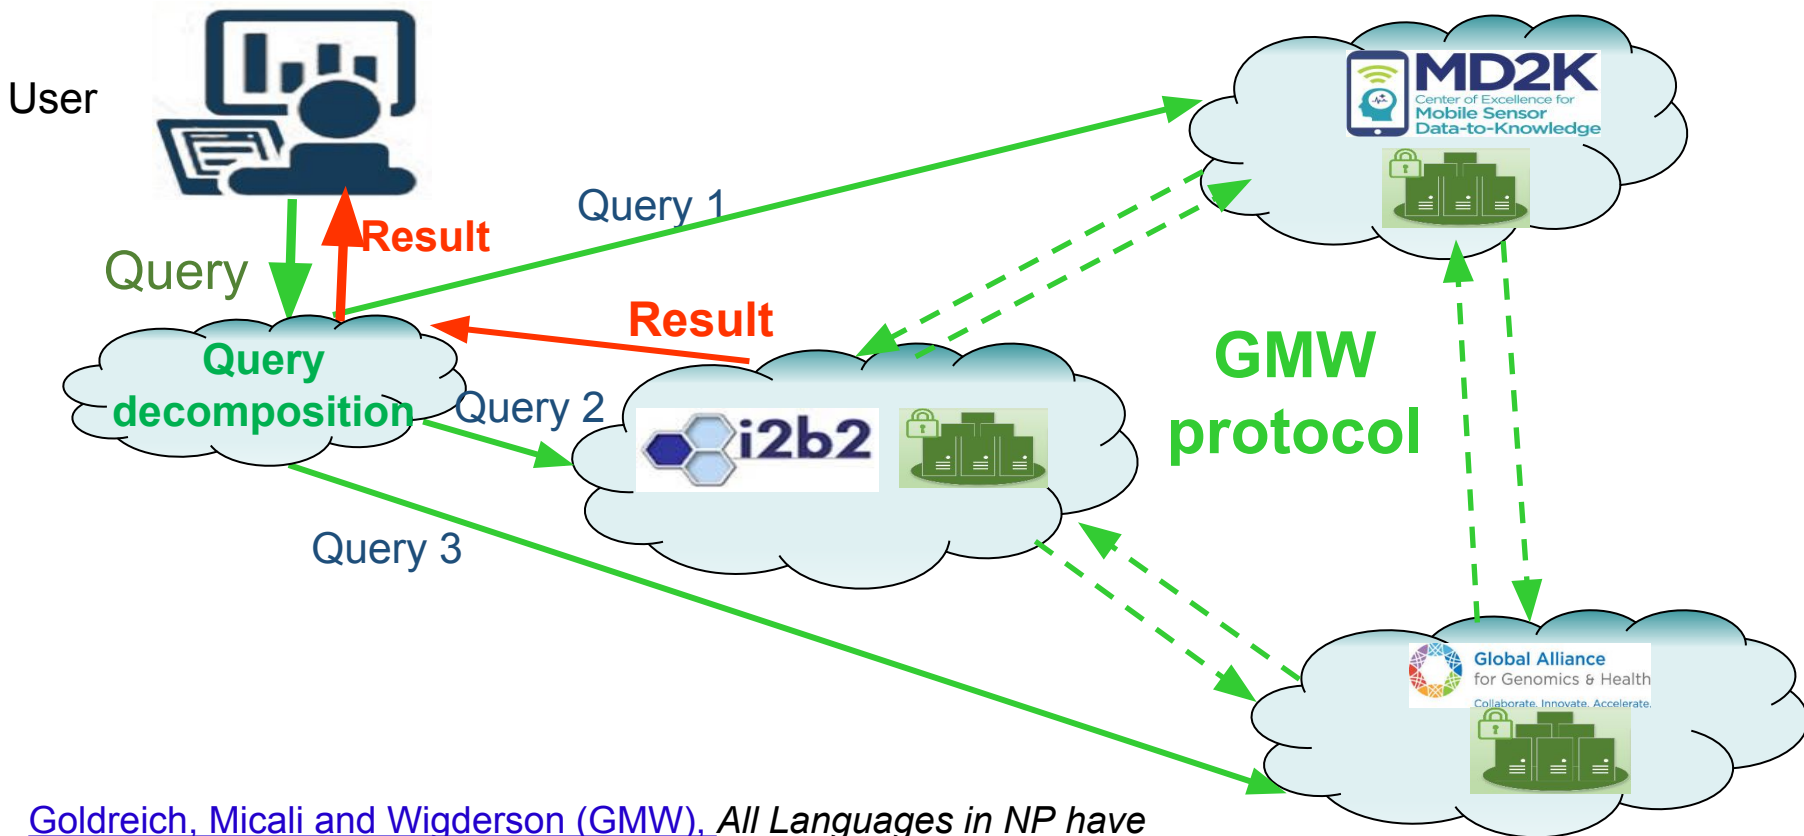 User
MD2K
Center of Excellence for
Mobile Sensor
Data-to-Knowledge
Query 1
Result
Query
Result
GMW
protocol
Query
decomposition
Query 2
i2b2
Query 3
Global Alliance
for Genomics & Health
Collaborate. Innovate. Accelerate.
Goldreich, Micali and Wigderson (GMW), All Languages in NP have